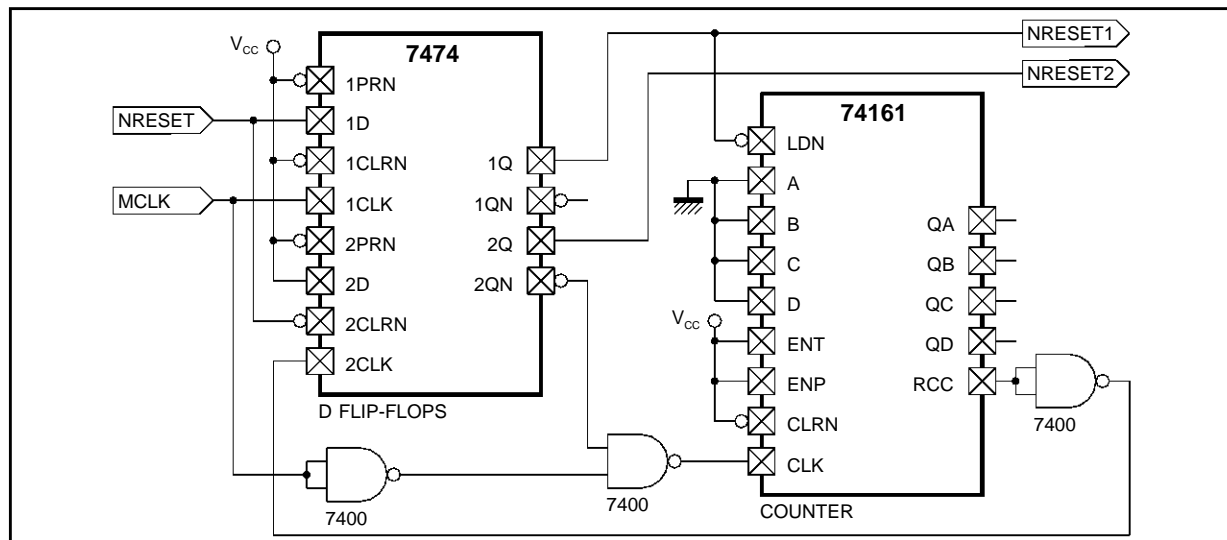 VCC
7474
NRESET1
NRESET2
1PRN
NRESET
1D
1CLRN
MCLK
1CLK
2PRN
2D
2CLRN
2CLK
1Q
1QN
2Q
2QN
D FLIP-FLOPS
74161
LDN
A
B
C
D
VCC
ENT
ENP
CLRN
CLK
QA
QB
QC
QD
RCC
COUNTER
7400
7400
7400